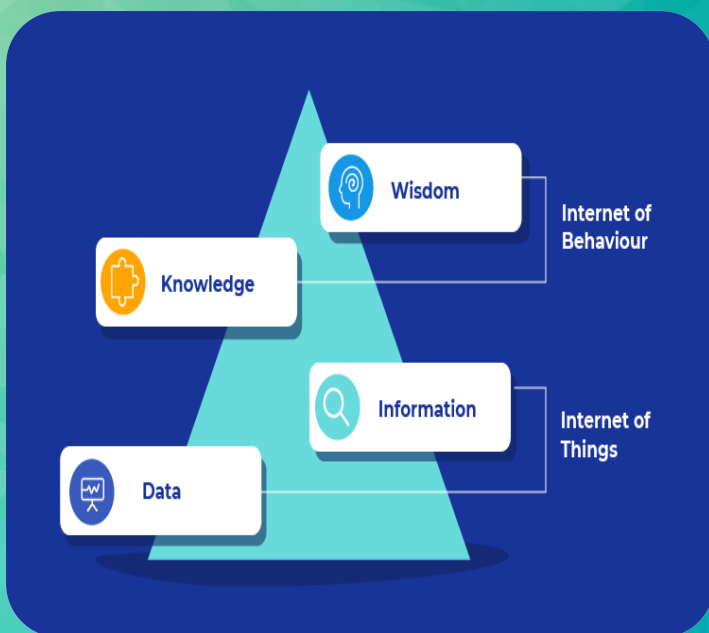 Wisdom
Internet of
Behaviour
Knowledge
Information
Internet of
Things
Data